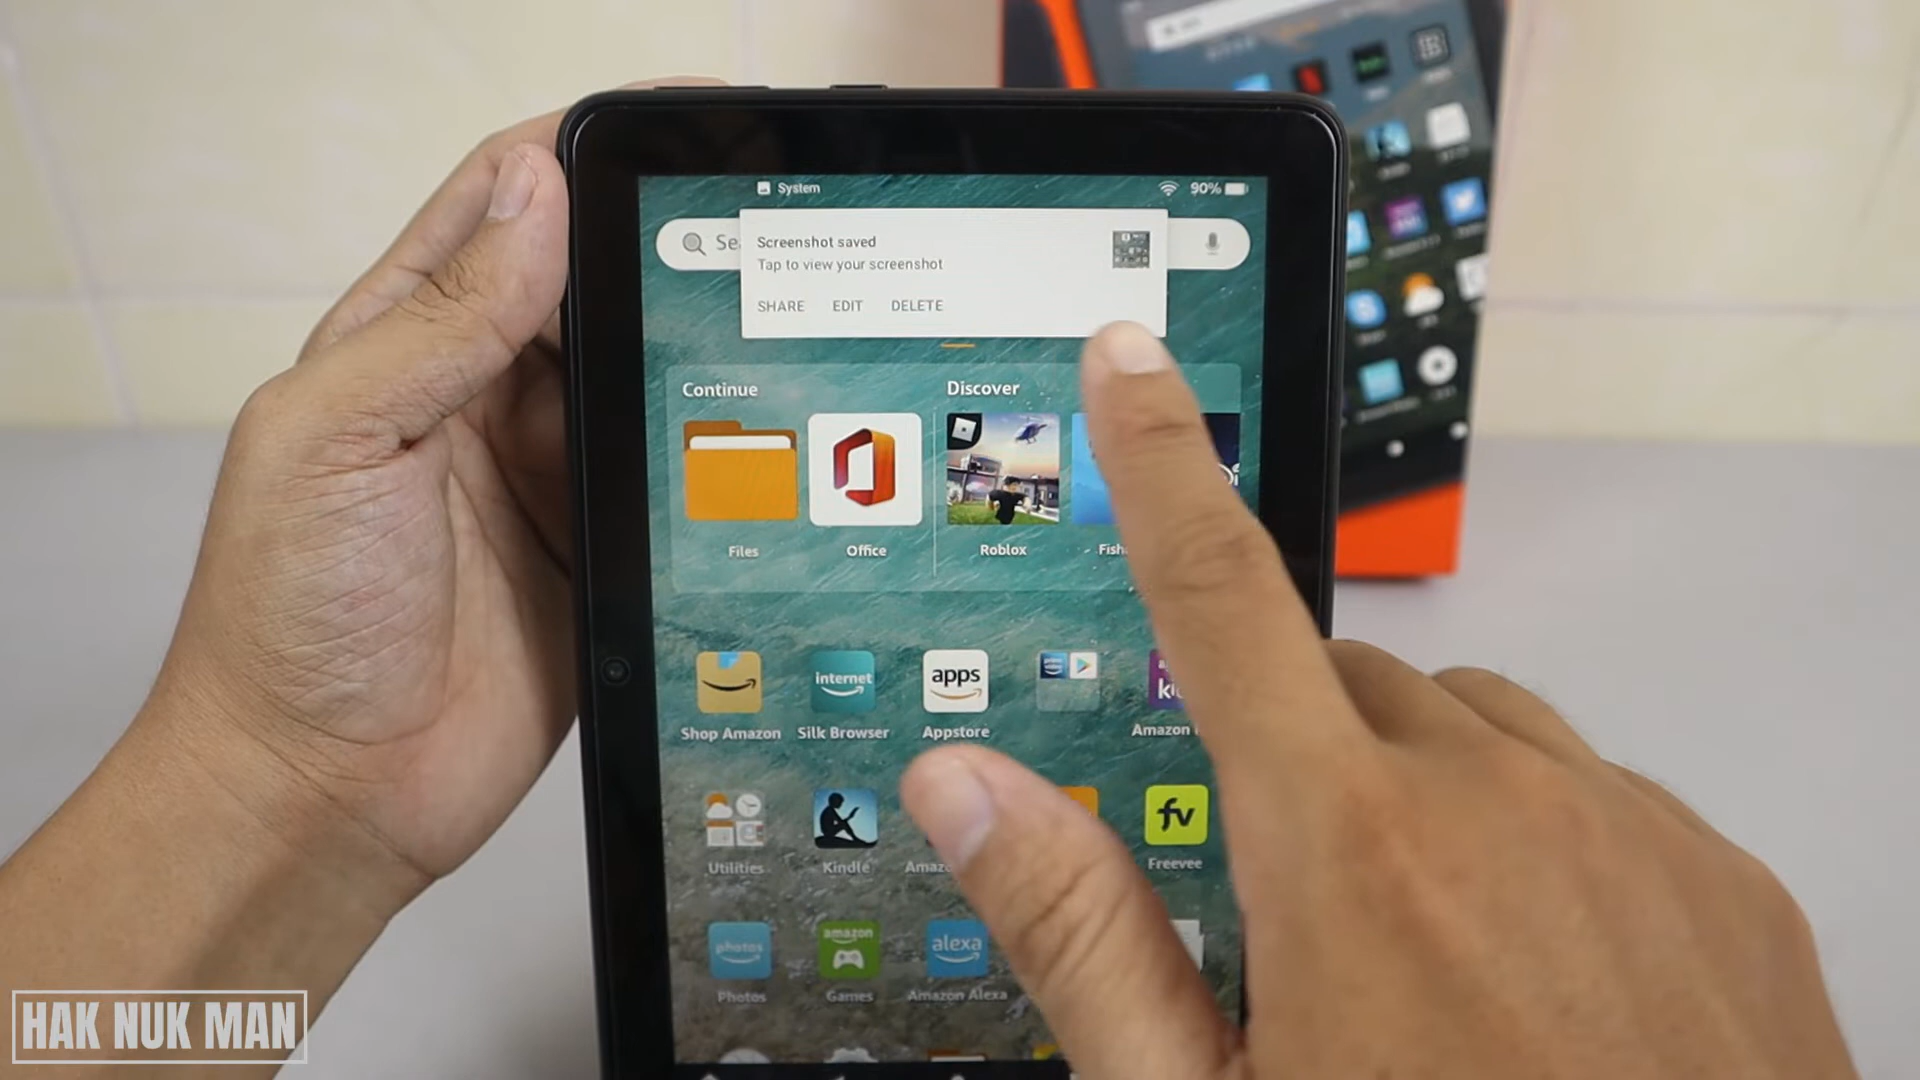 System
90%
Screenshot saved
Tap to view your screenshot
SHARE
EDIT
DELETE
Continue
Discover
Files
Office
Roblox
internet
apps
Shop Amazon
Silk Browser
Appstore
Amazon
fv
Utilities
Kindle
Freevee
photos
amazon
alexa
Photos
Games
Amazon Alexa
HAK NUK MAN